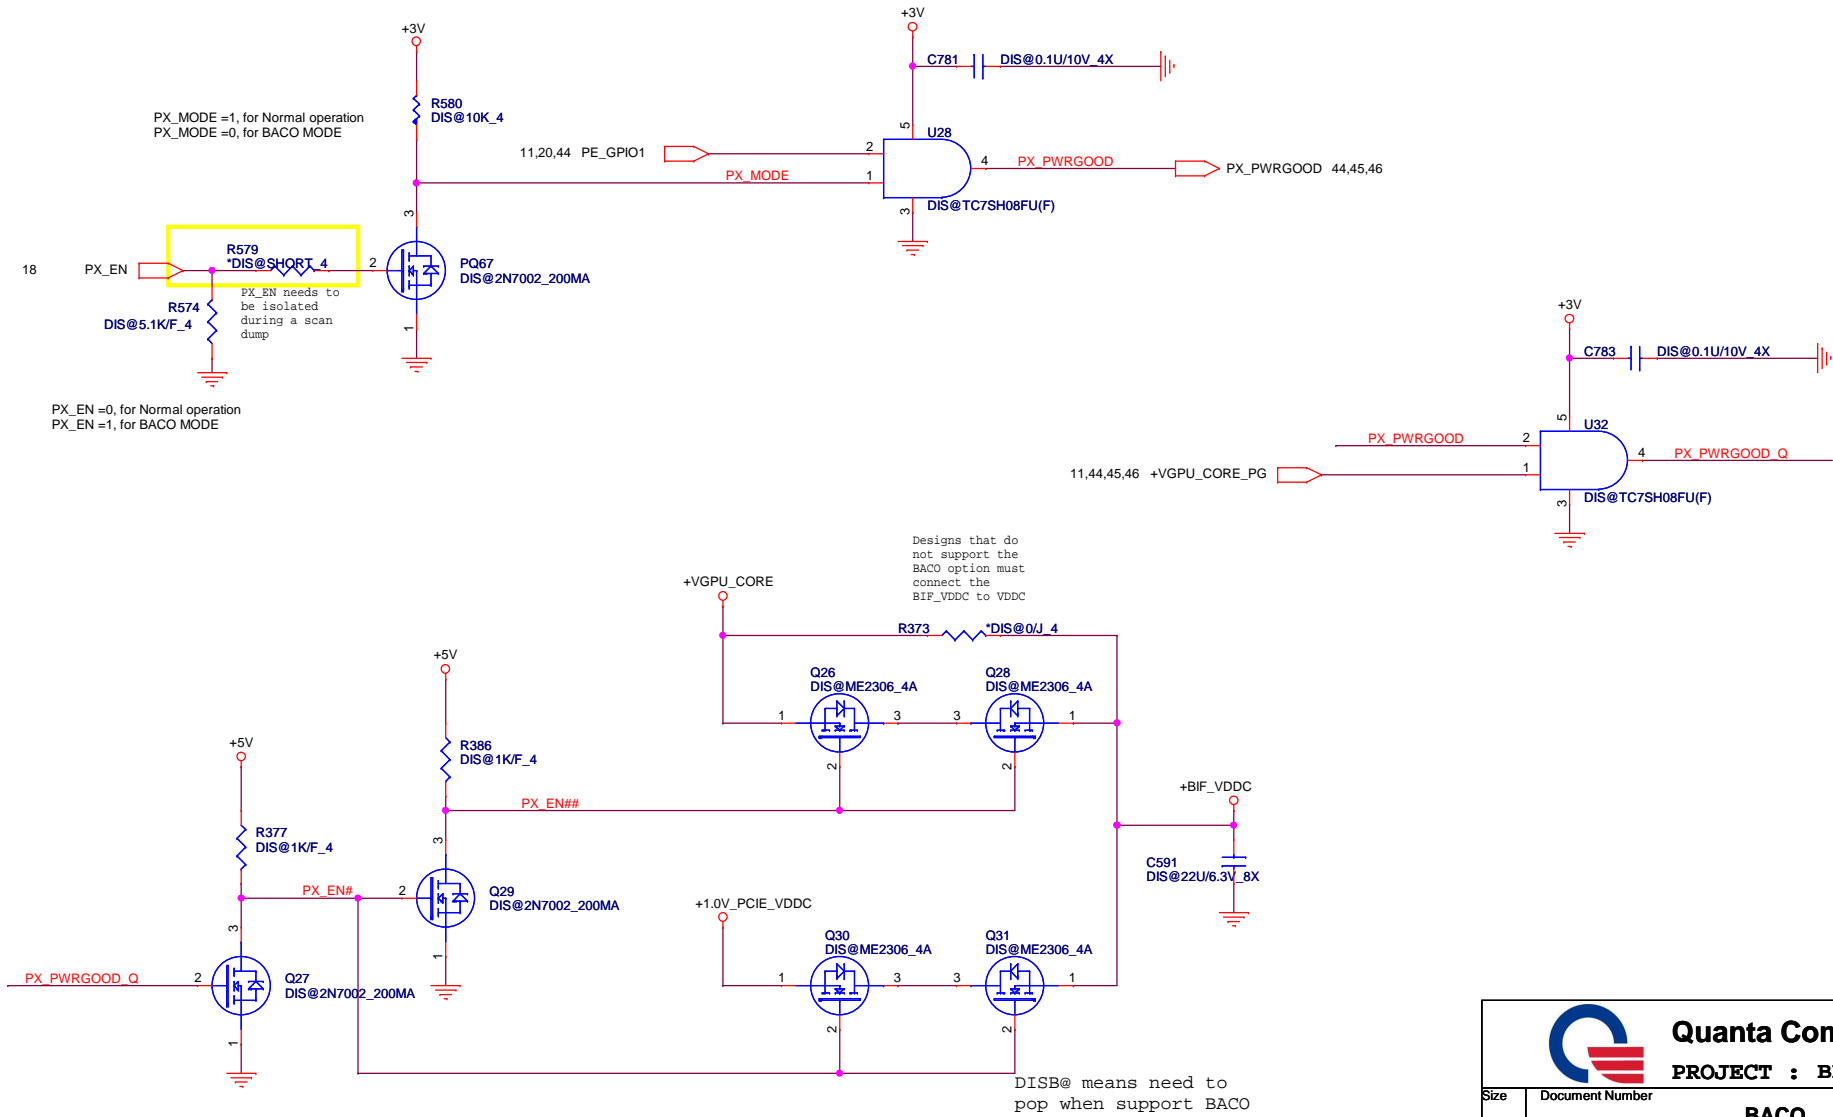 +3V
R580
DIS@10K_4
PX_MODE =1, for Normal operation
PX_MODE =0, for BACO MODE
3
PX_MODE
11,20,44 PE_GPIO1
2
1
+3V
C781
DIS@0.1U/10V_4X
5
U28
4
PX_PWRGOOD
PX_PWRGOOD 44,45,46
3
DIS@TC7SH08FU(F)
18
PX_EN
R579
*DIS@SHORT_4
2
PQ67
DIS@2N7002_200MA
1
R574
DIS@5.1K/F_4
PX_EN needs to
be isolated
during a scan
dump
PX_EN =0, for Normal operation
PX_EN =1, for BACO MODE
+3V
C783
DIS@0.1U/10V_4X
5
U32
PX_PWRGOOD
2
11,44,45,46 +VGPU_CORE_PG
1
4
PX_PWRGOOD_Q
3
DIS@TC7SH08FU(F)
Designs that do
not support the
BACO option must
connect the
BIF_VDDC to VDDC
+VGPU_CORE
R373
*DIS@0/J_4
Q26
DIS@ME2306_4A
1
3
2
Q28
DIS@ME2306_4A
3
1
2
+5V
R386
DIS@1K/F_4
PX_EN##
3
+5V
R377
DIS@1K/F_4
PX_EN#
2
Q29
DIS@2N7002_200MA
1
3
PX_PWRGOOD_Q
2
Q27
DIS@2N7002_200MA
1
+BIF_VDDC
C591
DIS@22U/6.3V_8X
+1.0V_PCIE_VDDC
Q30
DIS@ME2306_4A
1
3
2
Q31
DIS@ME2306_4A
3
1
2
DISB@ means need to
pop when support BACO
Quanta Com
PROJECT : B
Size
Document Number
BACO